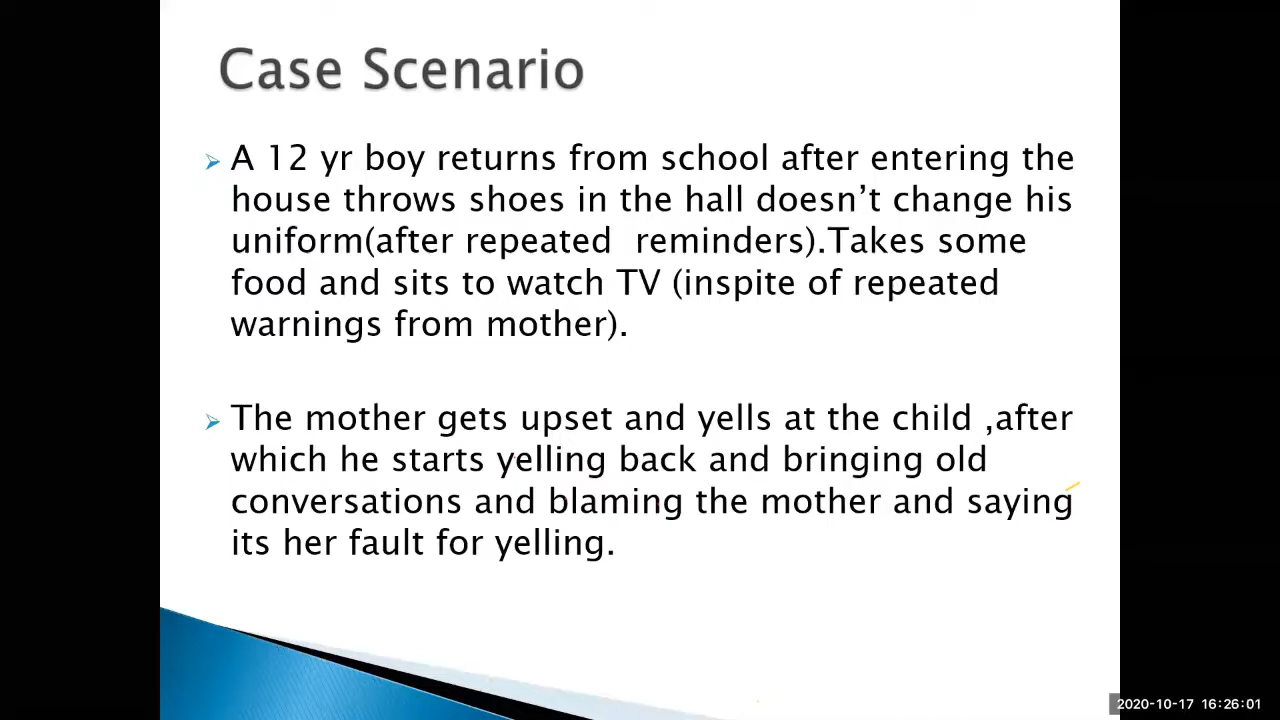 Case Scenario
A 12 yr boy returns from school after entering the
house throws shoes in the hall doesn’t change his
uniform(after repeated  reminders).Takes some
food and sits to watch TV (inspite of repeated
warnings from mother).
The mother gets upset and yells at the child ,after
which he starts yelling back and bringing old
conversations and blaming the mother and saying
its her fault for yelling.
2020-10-17 16:26:01